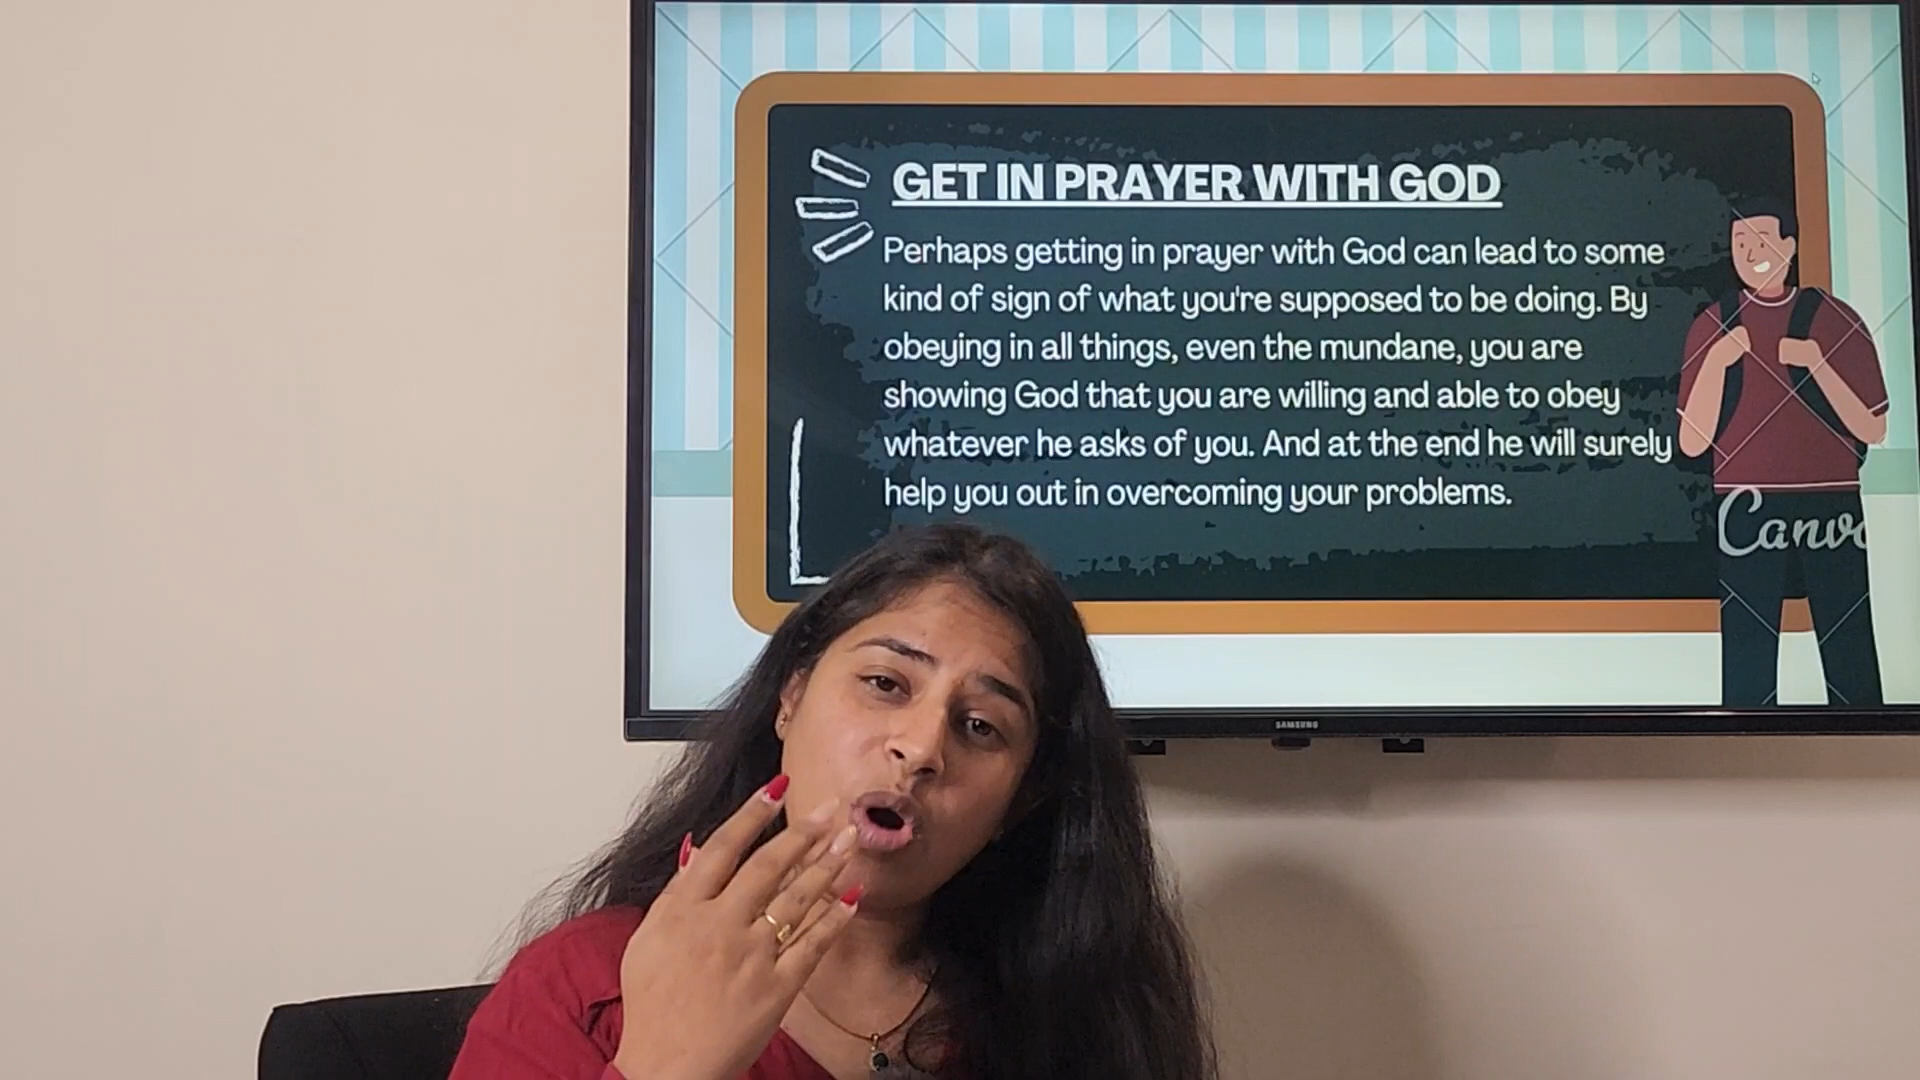 GET IN PRAYER WITH GOD
Perhaps getting in prayer with God can lead to some
kind of sign of what you're supposed to be doing. By
obeying in all things, even the mundane, you are
showing God that you are willing and able to obey
whatever he asks of you. And at the end he will surely
help you out in overcoming your problems.
Canva
SAMSUNG